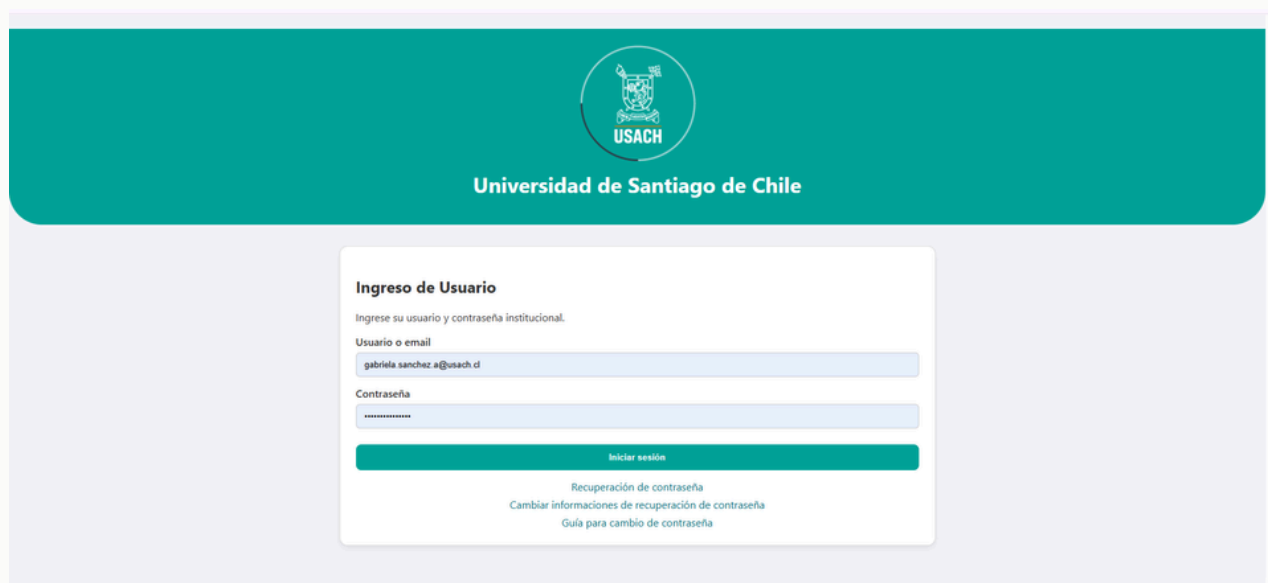 USACH
Universidad de Santiago de Chile
Ingreso de Usuario
Ingrese su usuario y contraseña institucional.
Usuario o email
gabriela.sanchez.a@usach.cl
Contraseña
Iniciar sesión
Recuperación de contraseña
Cambiar informaciones de recuperación de contraseña
Guía para cambio de contraseña